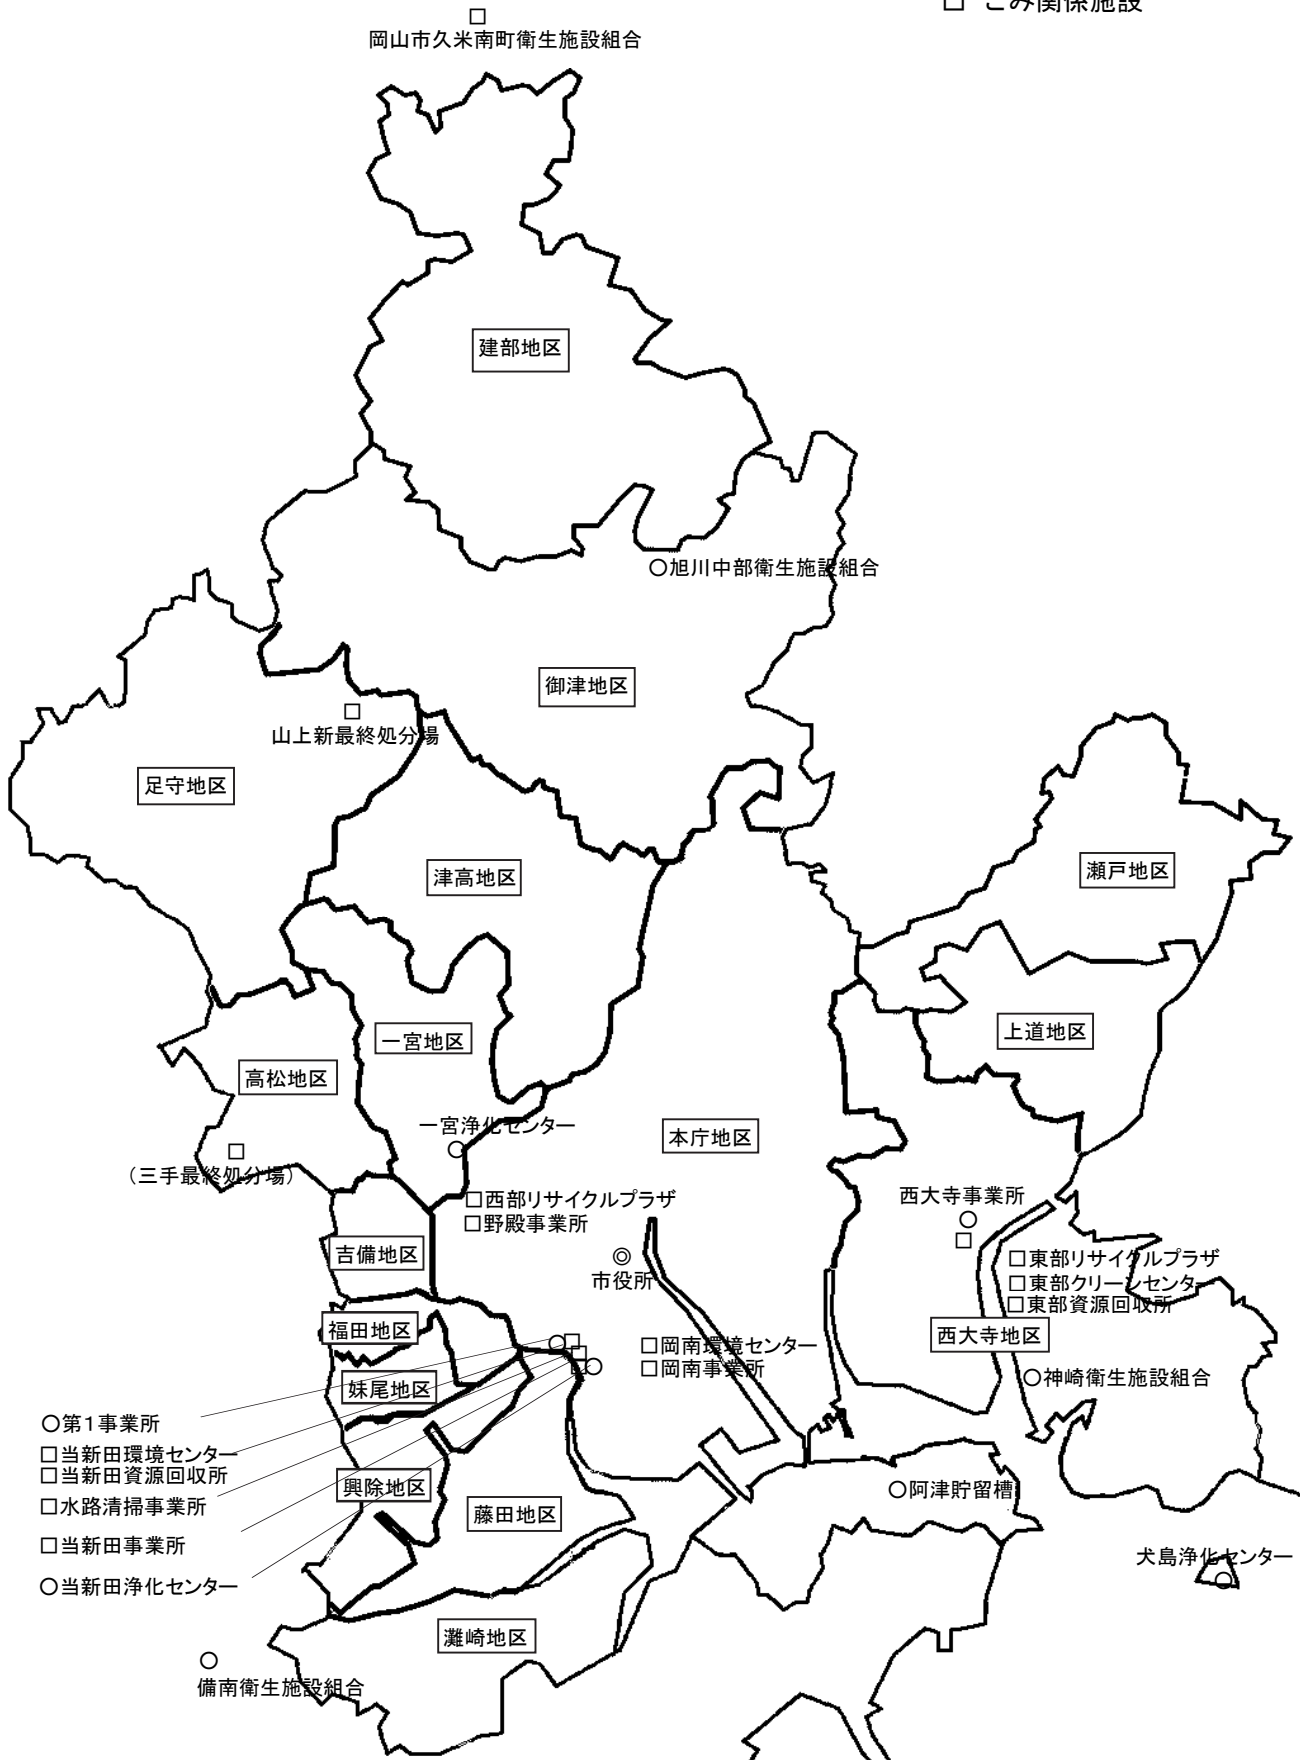 □ ごみ関係施設
□
岡山市久米南町衛生施設組合
建部地区
○旭川中部衛生施設組合
御津地区
□
山上新最終処分場
足守地区
津高地区
瀬戸地区
一宮地区
上道地区
高松地区
一宮浄化センター
○
本庁地区
□
(三手最終処分場)
□西部リサイクルプラザ
□野殿事業所
西大寺事業所
○
□
吉備地区
◎
市役所
□東部リサイクルプラザ
□東部クリーンセンター
□東部資源回収所
福田地区
西大寺地区
□岡南環境センター
□岡南事業所
○神崎衛生施設組合
妹尾地区
○第1事業所
□当新田環境センター
□当新田資源回収所
□水路清掃事業所
□当新田事業所
○当新田浄化センター
興除地区
藤田地区
○阿津貯留槽
犬島浄化センター
○
灘崎地区
○
備南衛生施設組合